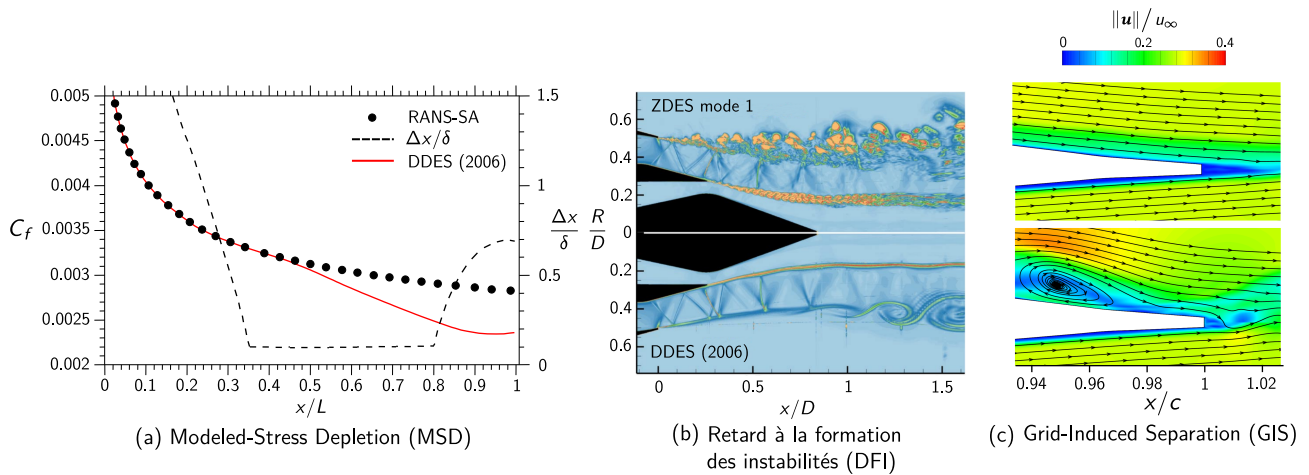 ‖u‖ / u∞
0 0.2 0.4
0.005
0.0045
0.004
0.0035
0.003
0.0025
0.002
C_f
1.5
1
0.5
0
Δx/δ R/D
RANS-SA
Δx/δ
DDES (2006)
0 0.1 0.2 0.3 0.4 0.5 0.6 0.7 0.8 0.9 1
x/L
(a) Modeled-Stress Depletion (MSD)
ZDES mode 1
0.6
0.4
0.2
0
0.2
0.4
0.6
DDES (2006)
0 0.5 1 1.5
x/D
(b) Retard à la formation
des instabilités (DFI)
0.94 0.96 0.98 1 1.02
x/c
(c) Grid-Induced Separation (GIS)